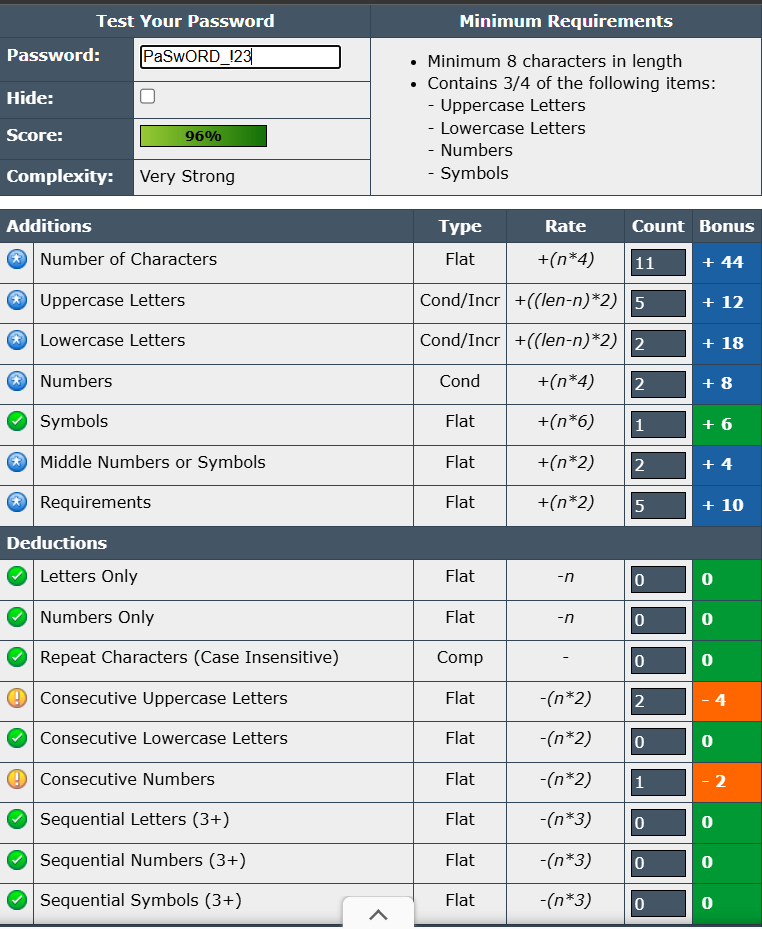 Test Your Password
Minimum Requirements
Password: PaSwORD_!23
Hide:
Score: 96%
Complexity: Very Strong
• Minimum 8 characters in length
• Contains 3/4 of the following items:
- Uppercase Letters
- Lowercase Letters
- Numbers
- Symbols
Additions Type Rate Count Bonus
Number of Characters Flat +(n*4) 11 + 44
Uppercase Letters Cond/Incr +((len-n)*2) 5 + 12
Lowercase Letters Cond/Incr +((len-n)*2) 2 + 18
Numbers Cond +(n*4) 2 + 8
Symbols Flat +(n*6) 1 + 6
Middle Numbers or Symbols Flat +(n*2) 2 + 4
Requirements Flat +(n*2) 5 + 10
Deductions
Letters Only Flat -n 0 0
Numbers Only Flat -n 0 0
Repeat Characters (Case Insensitive) Comp - 0 0
Consecutive Uppercase Letters Flat -(n*2) 2 - 4
Consecutive Lowercase Letters Flat -(n*2) 0 0
Consecutive Numbers Flat -(n*2) 1 - 2
Sequential Letters (3+) Flat -(n*3) 0 0
Sequential Numbers (3+) Flat -(n*3) 0 0
Sequential Symbols (3+) Flat -(n*3) 0 0